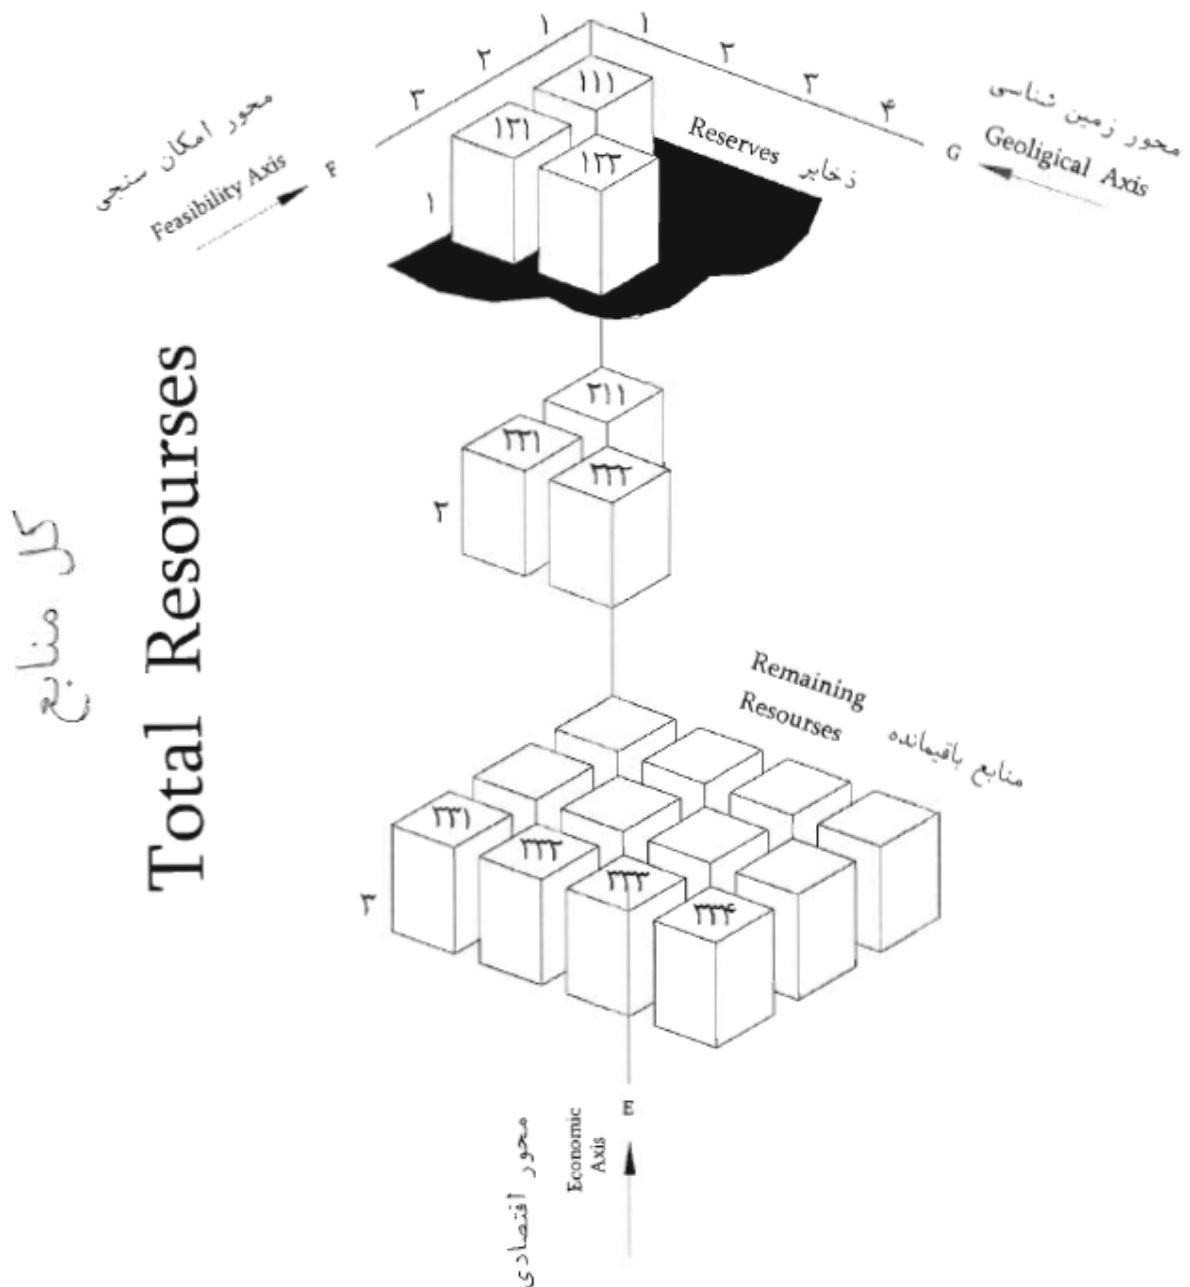 ۱ ۲ ۳
۱ ۲ ۳ ۴
محور امکان سنجی
Feasibility Axis
F
محور زمین شناسی
Geoligical Axis
G
۱۱۱
۱۲۱
۱۲۲
Reserves ذخایر
۱
Total Resourses
کل منابع
۲۱۱
۲۲۱
۲۲۲
۲
Remaining
Resourses
منابع باقیمانده
۳۳۱
۳۳۲
۳۳۳
۳۳۴
۳
E
Economic
Axis
محور اقتصادی